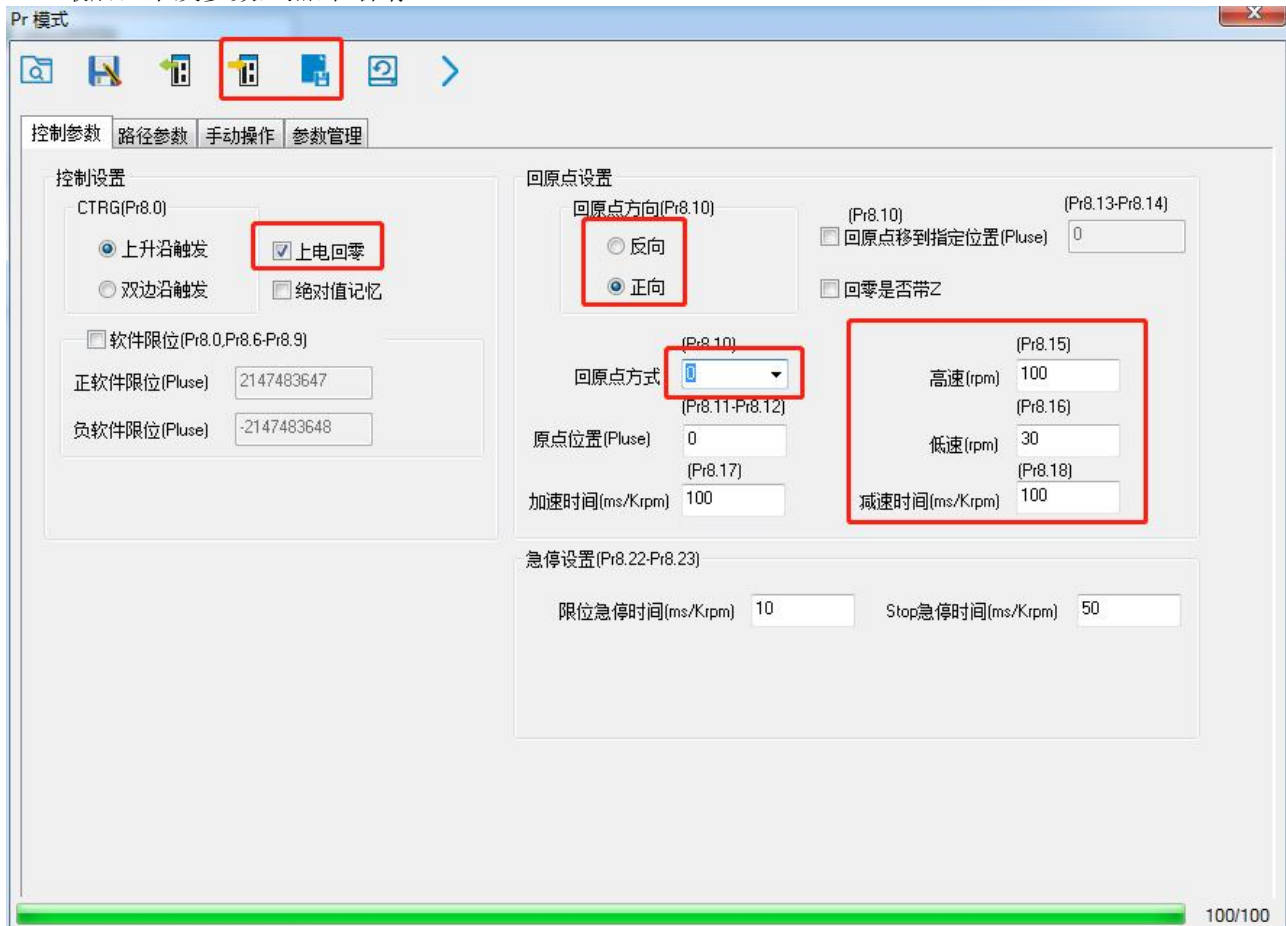 Pr 模式
控制参数 路径参数 手动操作 参数管理
控制设置
CTRG(Pr8.0)
上升沿触发
上电回零
双边沿触发
绝对值记忆
软件限位(Pr8.0,Pr8.6-Pr8.9)
正软件限位(Pluse) 2147483647
负软件限位(Pluse) -2147483648
回原点设置
回原点方向(Pr8.10)
反向
正向
(Pr8.10)
(Pr8.13-Pr8.14)
回原点移到指定位置(Pluse) 0
回零是否带Z
(Pr8.10)
回原点方式 0
(Pr8.11-Pr8.12)
原点位置(Pluse) 0
(Pr8.17)
加速时间(ms/Krpm) 100
(Pr8.15)
高速(rpm) 100
(Pr8.16)
低速(rpm) 30
(Pr8.18)
减速时间(ms/Krpm) 100
急停设置(Pr8.22-Pr8.23)
限位急停时间(ms/Krpm) 10 Stop急停时间(ms/Krpm) 50
100/100